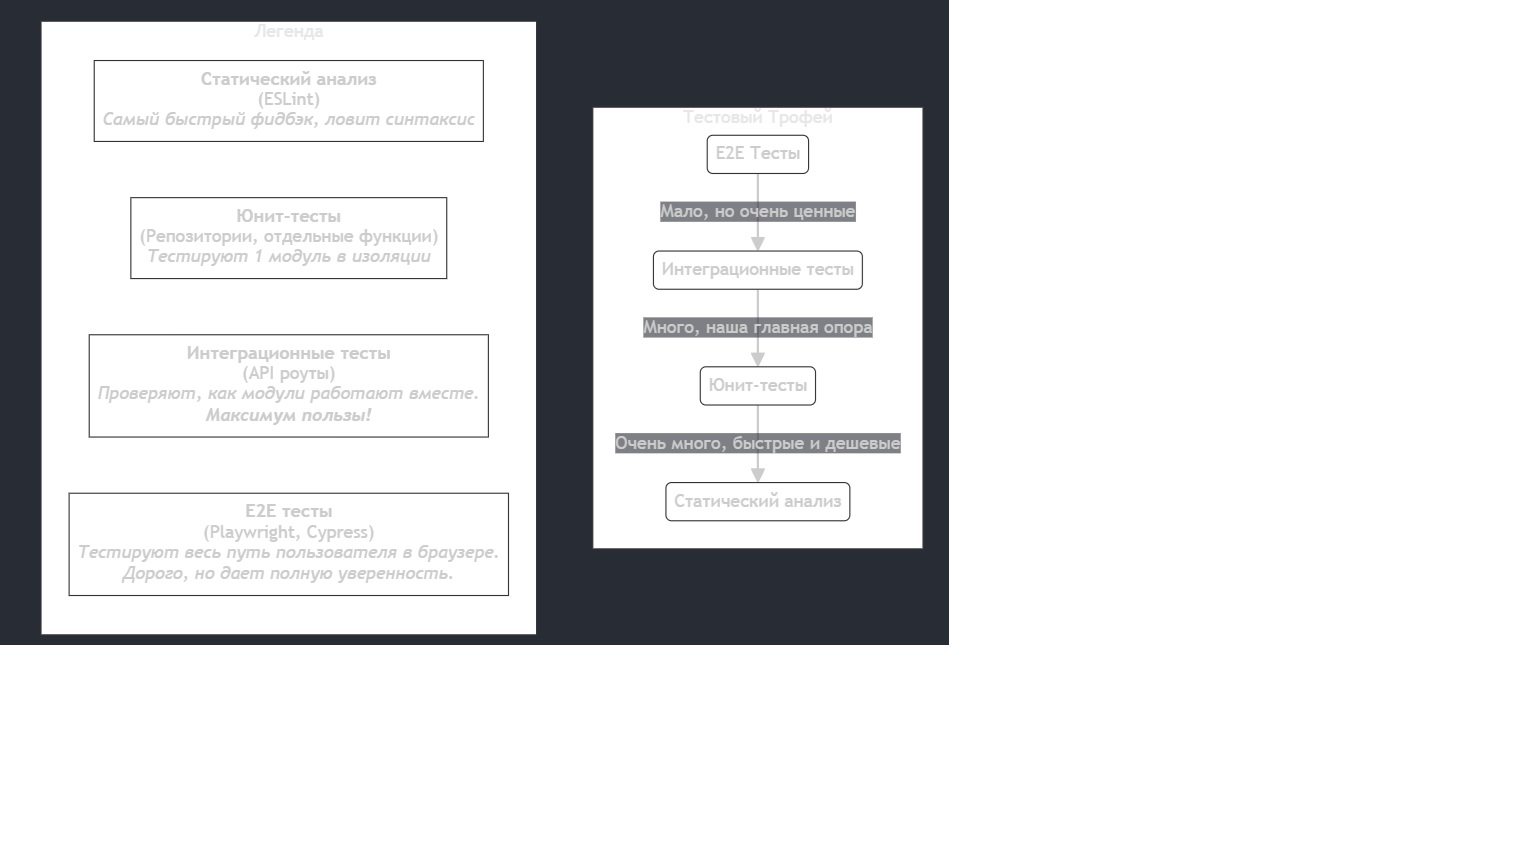 Легенда
Статический анализ
(ESLint)
Самый быстрый фидбэк, ловит синтаксис
Юнит-тесты
(Репозитории, отдельные функции)
Тестируют 1 модуль в изоляции
Интеграционные тесты
(API роуты)
Проверяют, как модули работают вместе.
Максимум пользы!
E2E тесты
(Playwright, Cypress)
Тестируют весь путь пользователя в браузере.
Дорого, но дает полную уверенность.
Тестовый Трофей
E2E Тесты
Мало, но очень ценные
Интеграционные тесты
Много, наша главная опора
Юнит-тесты
Очень много, быстрые и дешевые
Статический анализ